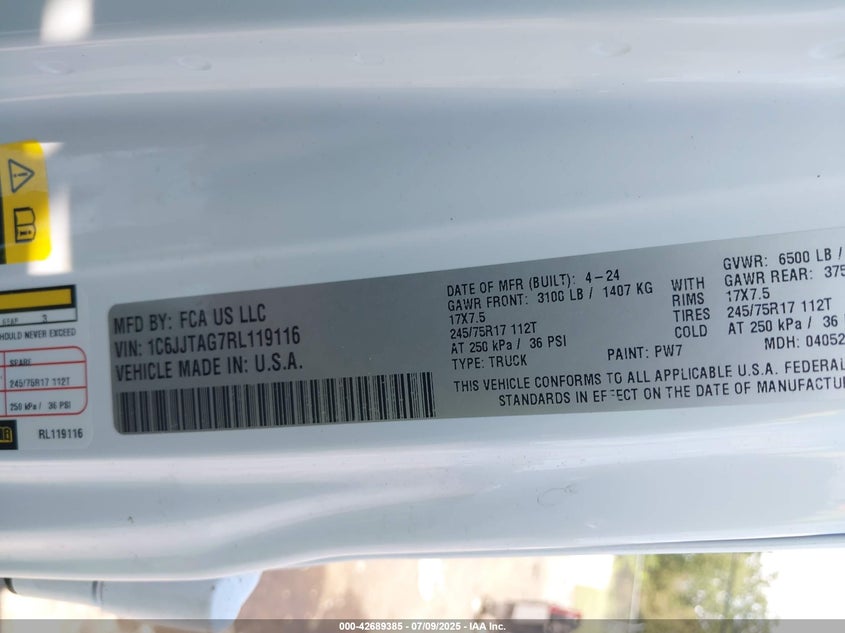 MFD BY: FCA US LLC
VIN: 1C6JJTAG7RL119116
VEHICLE MADE IN: U.S.A.
DATE OF MFR (BUILT): 4-24
GAWR FRONT: 3100 LB / 1407 KG
17X7.5
245/75R17 112T
AT 250 kPa / 36 PSI
TYPE: TRUCK
PAINT: PW7
WITH
RIMS
TIRES
COLD
GVWR: 6500 LB /
GAWR REAR: 375
17X7.5
245/75R17 112T
AT 250 kPa / 36
MDH: 04052
THIS VEHICLE CONFORMS TO ALL APPLICABLE U.S.A. FEDERAL
STANDARDS IN EFFECT ON THE DATE OF MANUFACTU
3
HOULD NEVER EXCEED
SPARE
245/75R17 112T
250 kPa / 36 PSI
RL119116
000-42689385 - 07/09/2025 - IAA Inc.